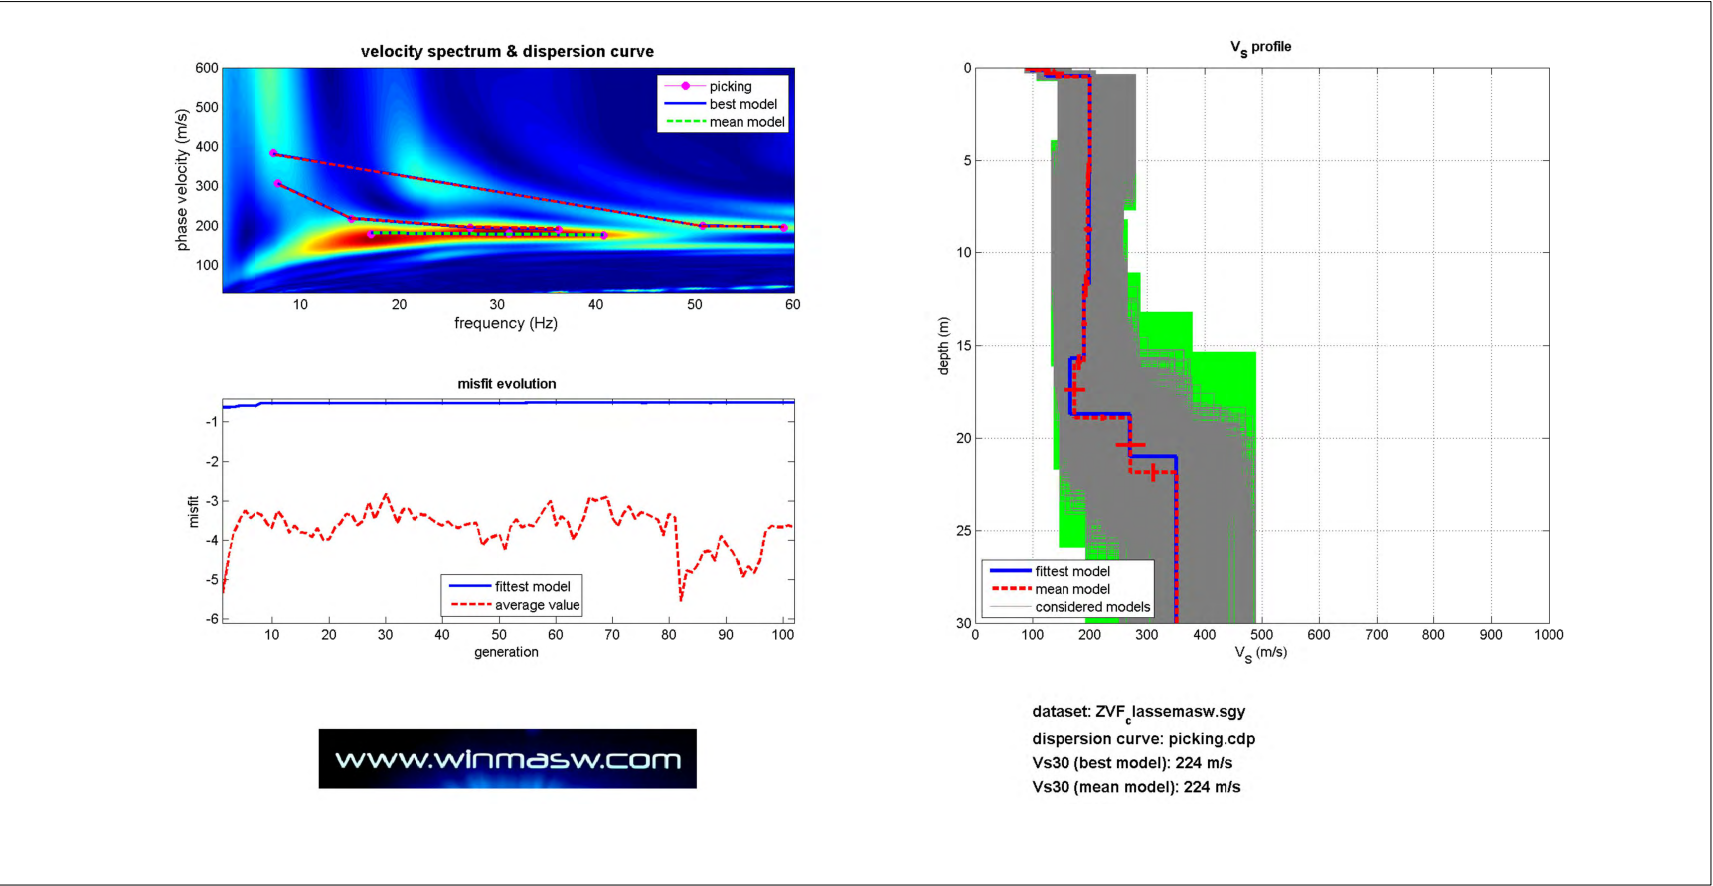 velocity spectrum & dispersion curve
600
500
400
300
200
100
phase velocity (m/s)
picking
best model
mean model
10 20 30 40 50 60
frequency (Hz)
misfit evolution
-1
-2
-3
-4
-5
-6
misfit
fittest model
average value
10 20 30 40 50 60 70 80 90 100
generation
www.winmasw.com
VS profile
0
5
10
15
20
25
30
depth (m)
fittest model
mean model
considered models
0 100 200 300 400 500 600 700 800 900 1000
VS (m/s)
dataset: ZVFclassemasw.sgy
dispersion curve: picking.cdp
Vs30 (best model): 224 m/s
Vs30 (mean model): 224 m/s